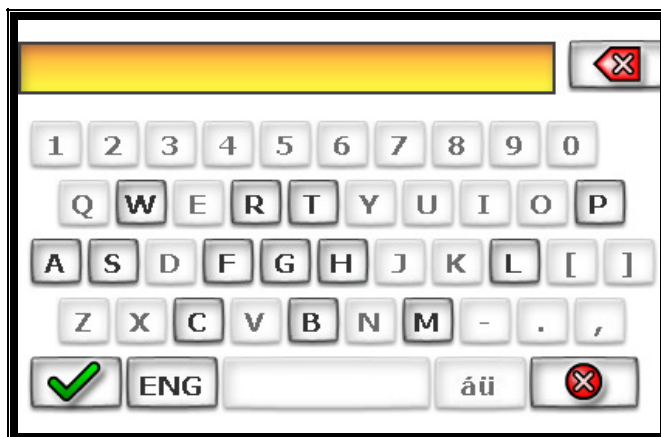 1 2 3 4 5 6 7 8 9 0
Q W E R T Y U I O P
A S D F G H J K L [ ]
Z X C V B N M - . ,
ENG áü